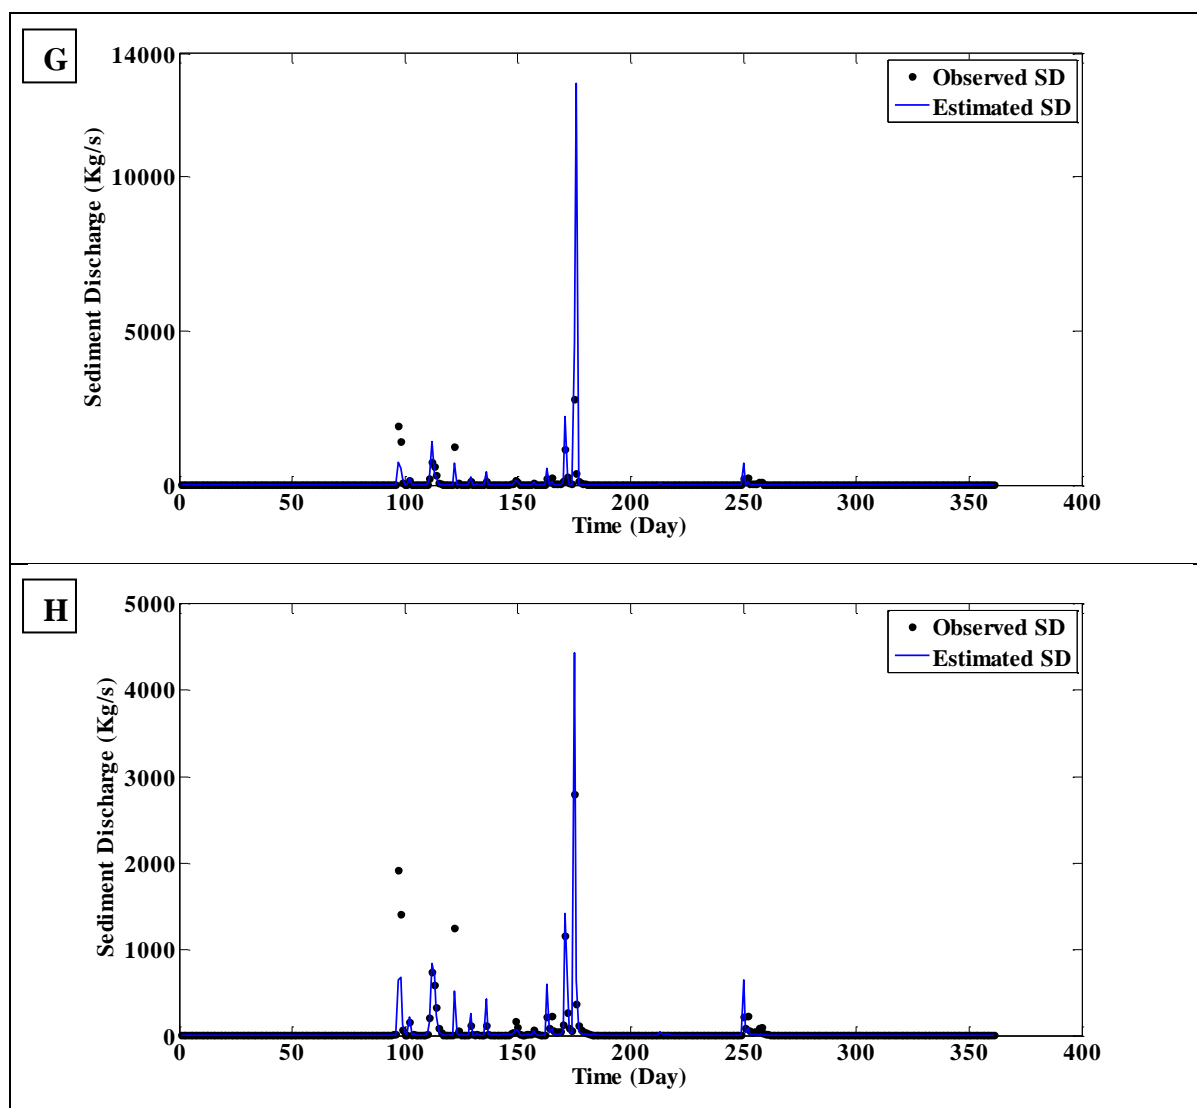 G
14000
10000
5000
0
Sediment Discharge (Kg/s)
Observed SD
Estimated SD
0 50 100 150 200 250 300 350 400
Time (Day)
H
5000
4000
3000
2000
1000
0
Sediment Discharge (Kg/s)
Observed SD
Estimated SD
0 50 100 150 200 250 300 350 400
Time (Day)